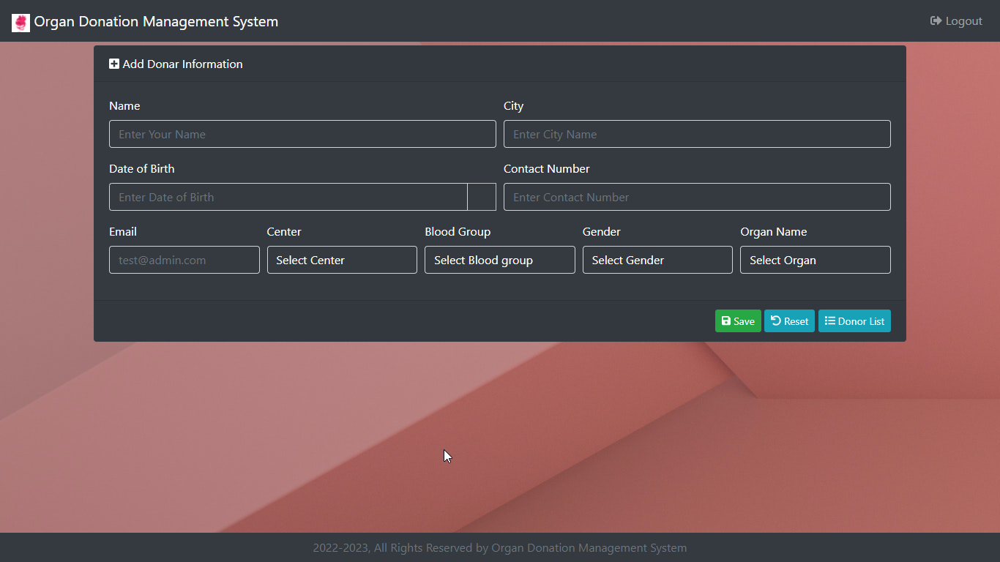 Organ Donation Management System
Logout
Add Donar Information
Name City
Enter Your Name Enter City Name
Date of Birth Contact Number
Enter Date of Birth Enter Contact Number
Email Center Blood Group Gender Organ Name
test@admin.com Select Center Select Blood group Select Gender Select Organ
Save Reset Donor List
2022-2023, All Rights Reserved by Organ Donation Management System